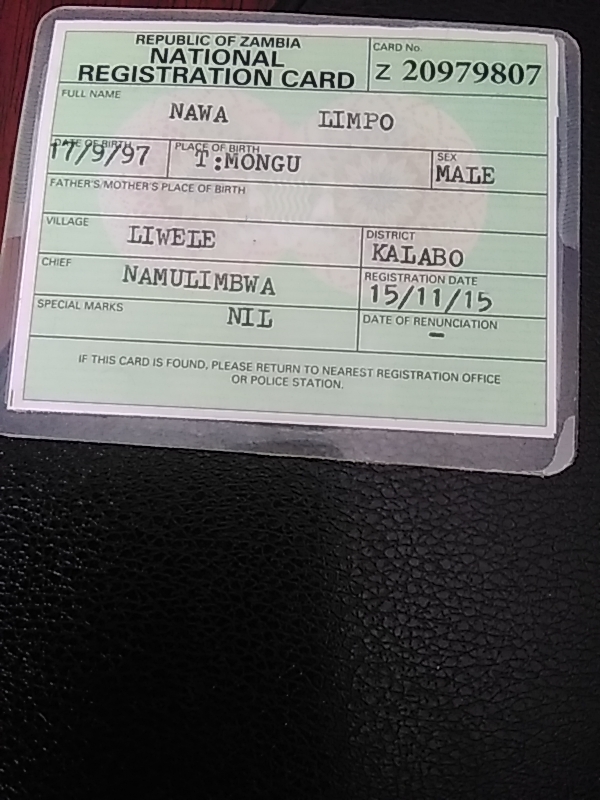 REPUBLIC OF ZAMBIA
NATIONAL
REGISTRATION CARD
CARD No.
Z 20979807
FULL NAME
NAWA LIMPO
DATE OF BIRTH
17/9/97
PLACE OF BIRTH
T:MONGU
SEX
MALE
FATHER'S/MOTHER'S PLACE OF BIRTH
VILLAGE
LIWELE
DISTRICT
KALABO
CHIEF
NAMULIMBWA
REGISTRATION DATE
15/11/15
SPECIAL MARKS
NIL
DATE OF RENUNCIATION
-
IF THIS CARD IS FOUND, PLEASE RETURN TO NEAREST REGISTRATION OFFICE
OR POLICE STATION.